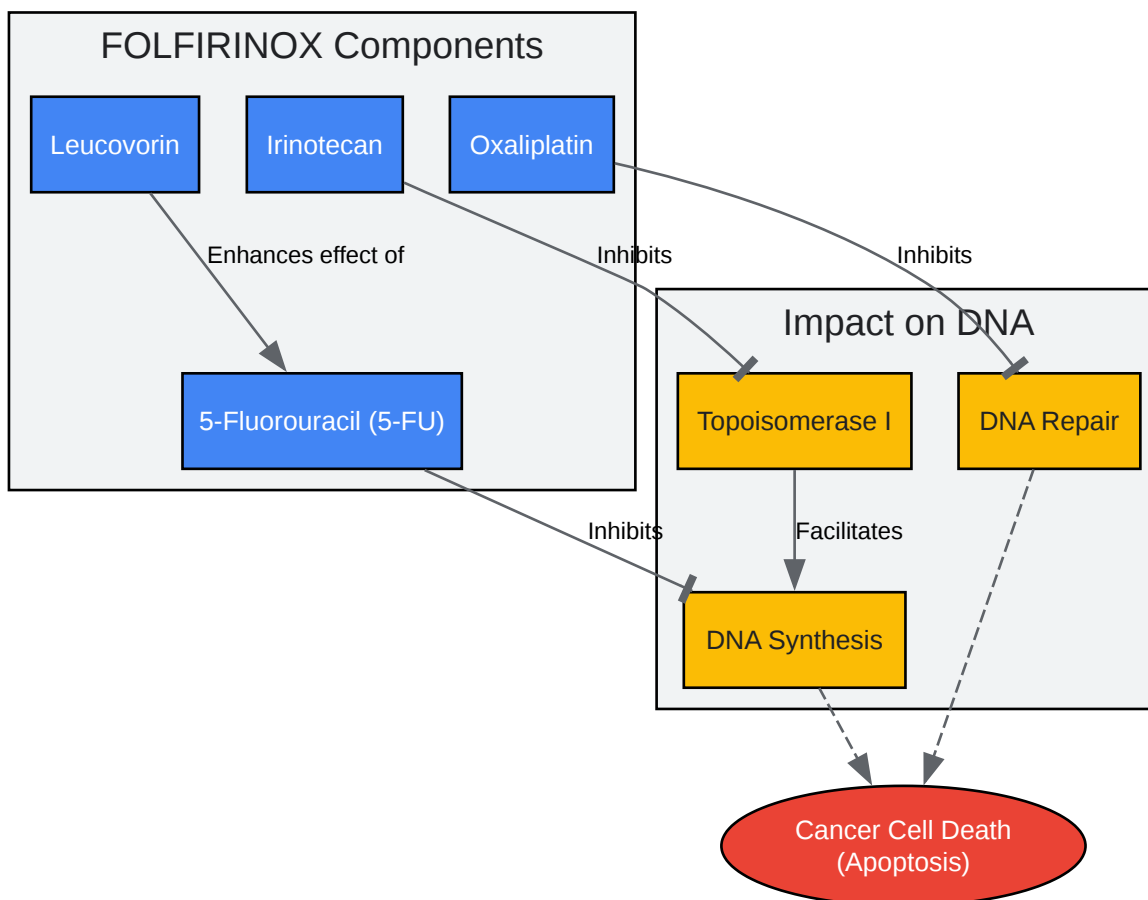 FOLFIRINOX Components
Leucovorin
Irinotecan
Oxaliplatin
Enhances effect of
Inhibits
Inhibits
Impact on DNA
5-Fluorouracil (5-FU)
Topoisomerase I
DNA Repair
Inhibits
Facilitates
DNA Synthesis
Cancer Cell Death
(Apoptosis)